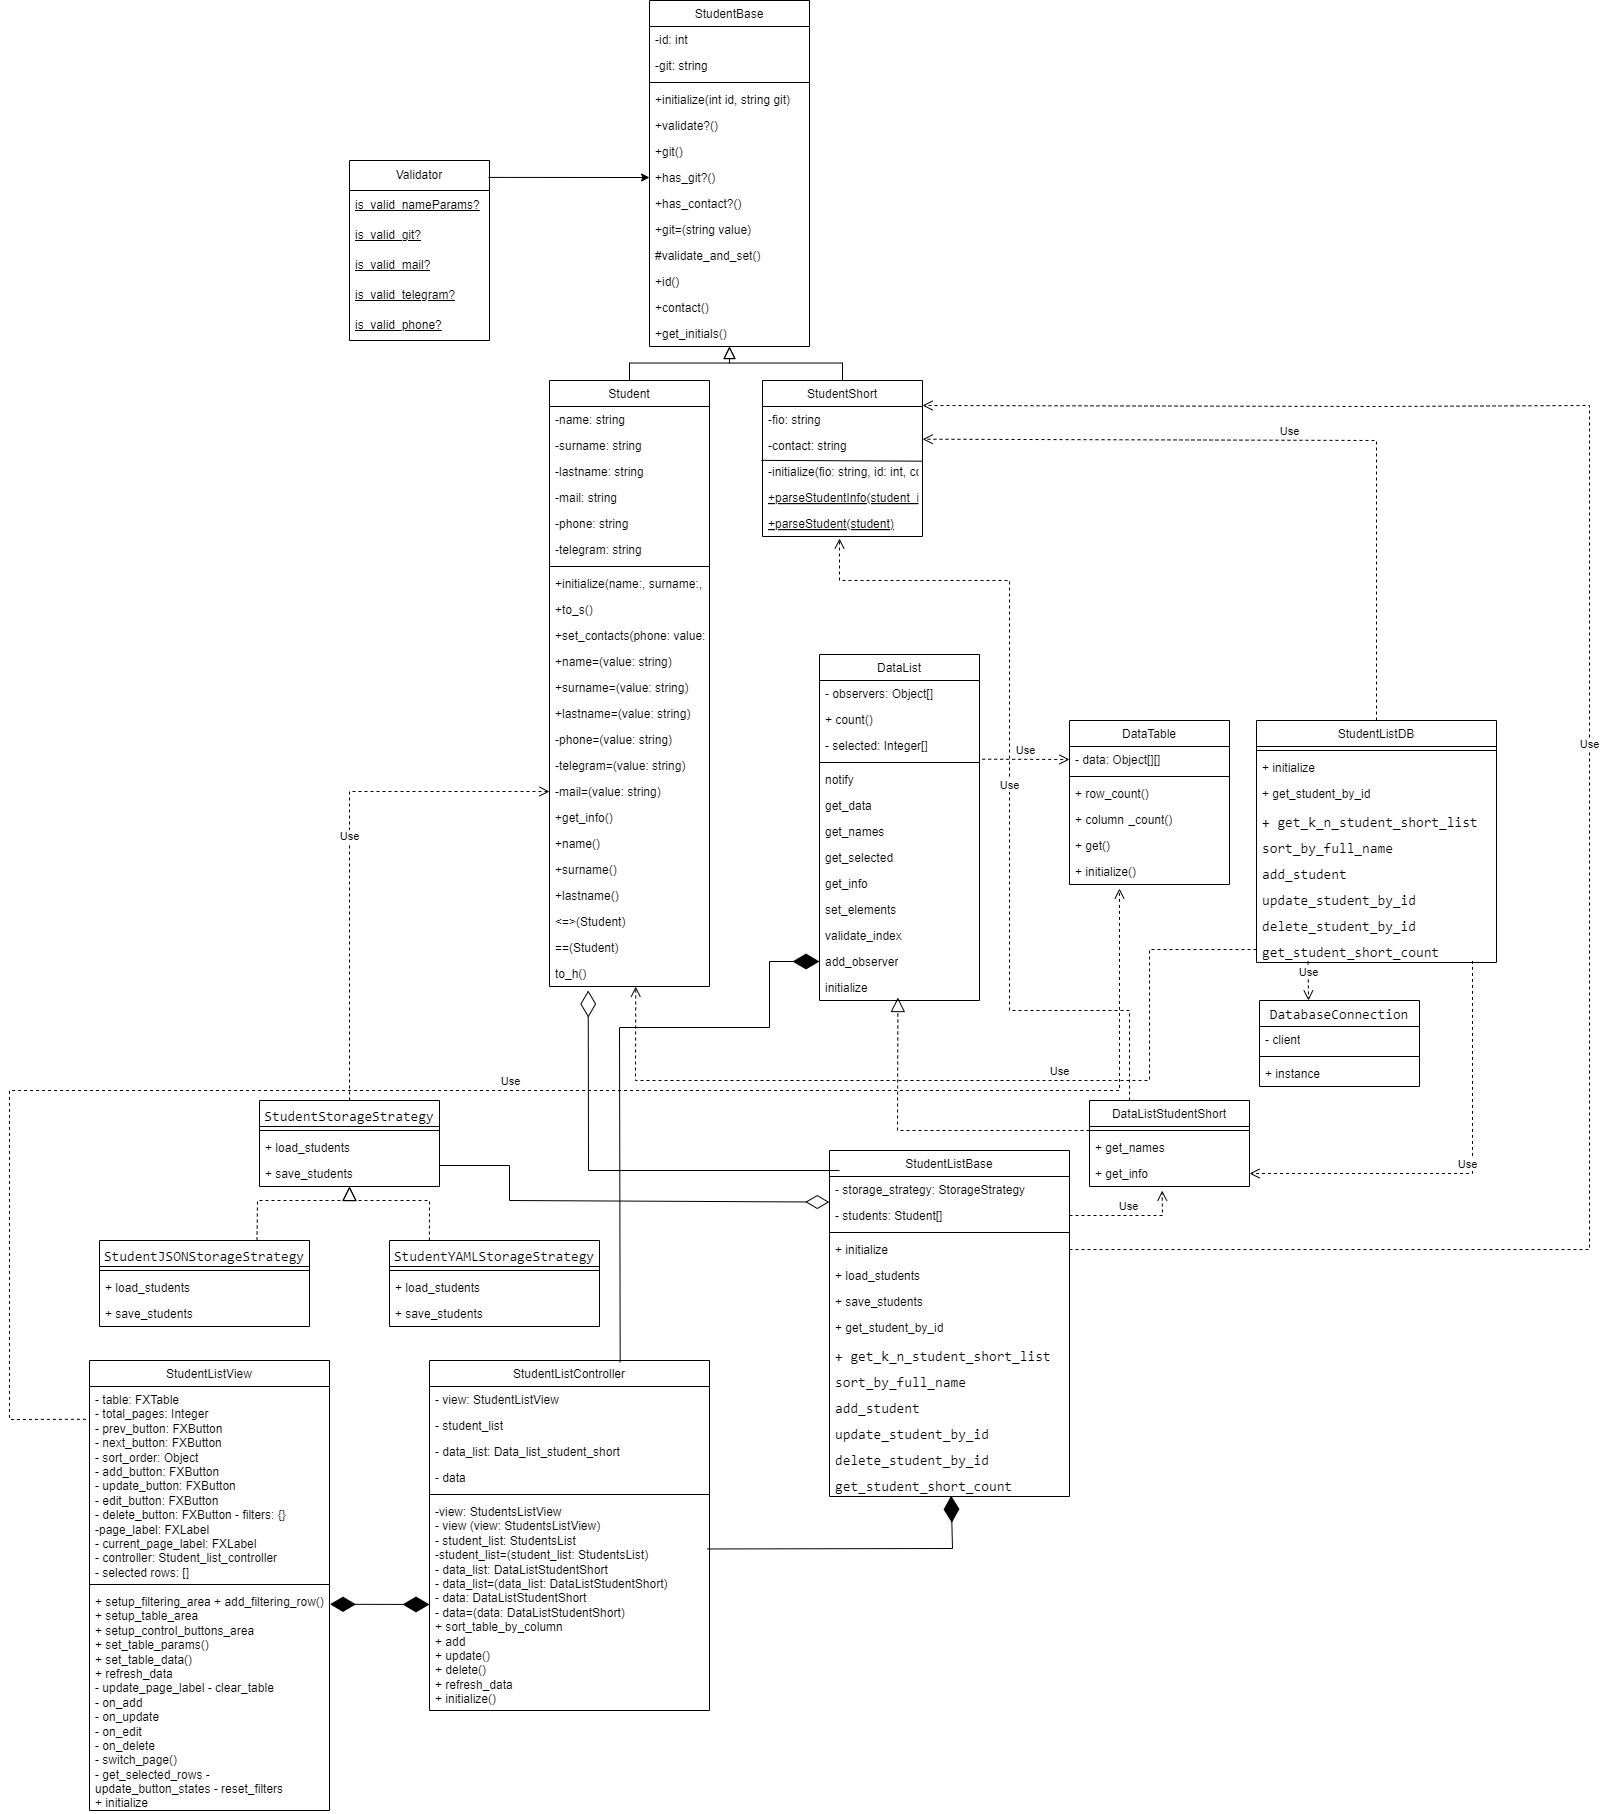 StudentBase
-id: int
-git: string
+initialize(int id, string git)
+validate?()
+git()
+has_git?()
+has_contact?()
+git=(string value)
#validate_and_set()
+id()
+contact()
+get_initials()
Validator
is_valid_nameParams?
is_valid_git?
is_valid_mail?
is_valid_telegram?
is_valid_phone?
Student
-name: string
-surname: string
-lastname: string
-mail: string
-phone: string
-telegram: string
+initialize(name:, surname:,
+to_s()
+set_contacts(phone: value:
+name=(value: string)
+surname=(value: string)
+lastname=(value: string)
-phone=(value: string)
-telegram=(value: string)
-mail=(value: string)
+get_info()
+name()
+surname()
+lastname()
<=>(Student)
==(Student)
to_h()
StudentShort
-fio: string
-contact: string
-initialize(fio: string, id: int, co
+parseStudentInfo(student_i
+parseStudent(student)
Use
Use
DataList
- observers: Object[]
+ count()
- selected: Integer[]
notify
get_data
get_names
get_selected
get_info
set_elements
validate_index
add_observer
initialize
Use
Use
DataTable
- data: Object[][]
+ row_count()
+ column _count()
+ get()
+ initialize()
StudentListDB
+ initialize
+ get_student_by_id
+ get_k_n_student_short_list
sort_by_full_name
add_student
update_student_by_id
delete_student_by_id
get_student_short_count
Use
DatabaseConnection
- client
+ instance
Use
Use
Use
StudentStorageStrategy
+ load_students
+ save_students
StudentJSONStorageStrategy
+ load_students
+ save_students
StudentYAMLStorageStrategy
+ load_students
+ save_students
DataListStudentShort
+ get_names
+ get_info
Use
Use
StudentListBase
- storage_strategy: StorageStrategy
- students: Student[]
+ initialize
+ load_students
+ save_students
+ get_student_by_id
+ get_k_n_student_short_list
sort_by_full_name
add_student
update_student_by_id
delete_student_by_id
get_student_short_count
StudentListView
- table: FXTable
- total_pages: Integer
- prev_button: FXButton
- next_button: FXButton
- sort_order: Object
- add_button: FXButton
- update_button: FXButton
- edit_button: FXButton
- delete_button: FXButton - filters: {}
-page_label: FXLabel
- current_page_label: FXLabel
- controller: Student_list_controller
- selected rows: []
+ setup_filtering_area + add_filtering_row()
+ setup_table_area
+ setup_control_buttons_area
+ set_table_params()
+ set_table_data()
+ refresh_data
- update_page_label - clear_table
- on_add
- on_update
- on_edit
- on_delete
- switch_page()
- get_selected_rows -
update_button_states - reset_filters
+ initialize
StudentListController
- view: StudentListView
- student_list
- data_list: Data_list_student_short
- data
-view: StudentsListView
- view (view: StudentsListView)
- student_list: StudentsList
-student_list=(student_list: StudentsList)
- data_list: DataListStudentShort
- data_list=(data_list: DataListStudentShort)
- data: DataListStudentShort
- data=(data: DataListStudentShort)
+ sort_table_by_column
+ add
+ update()
+ delete()
+ refresh_data
+ initialize()